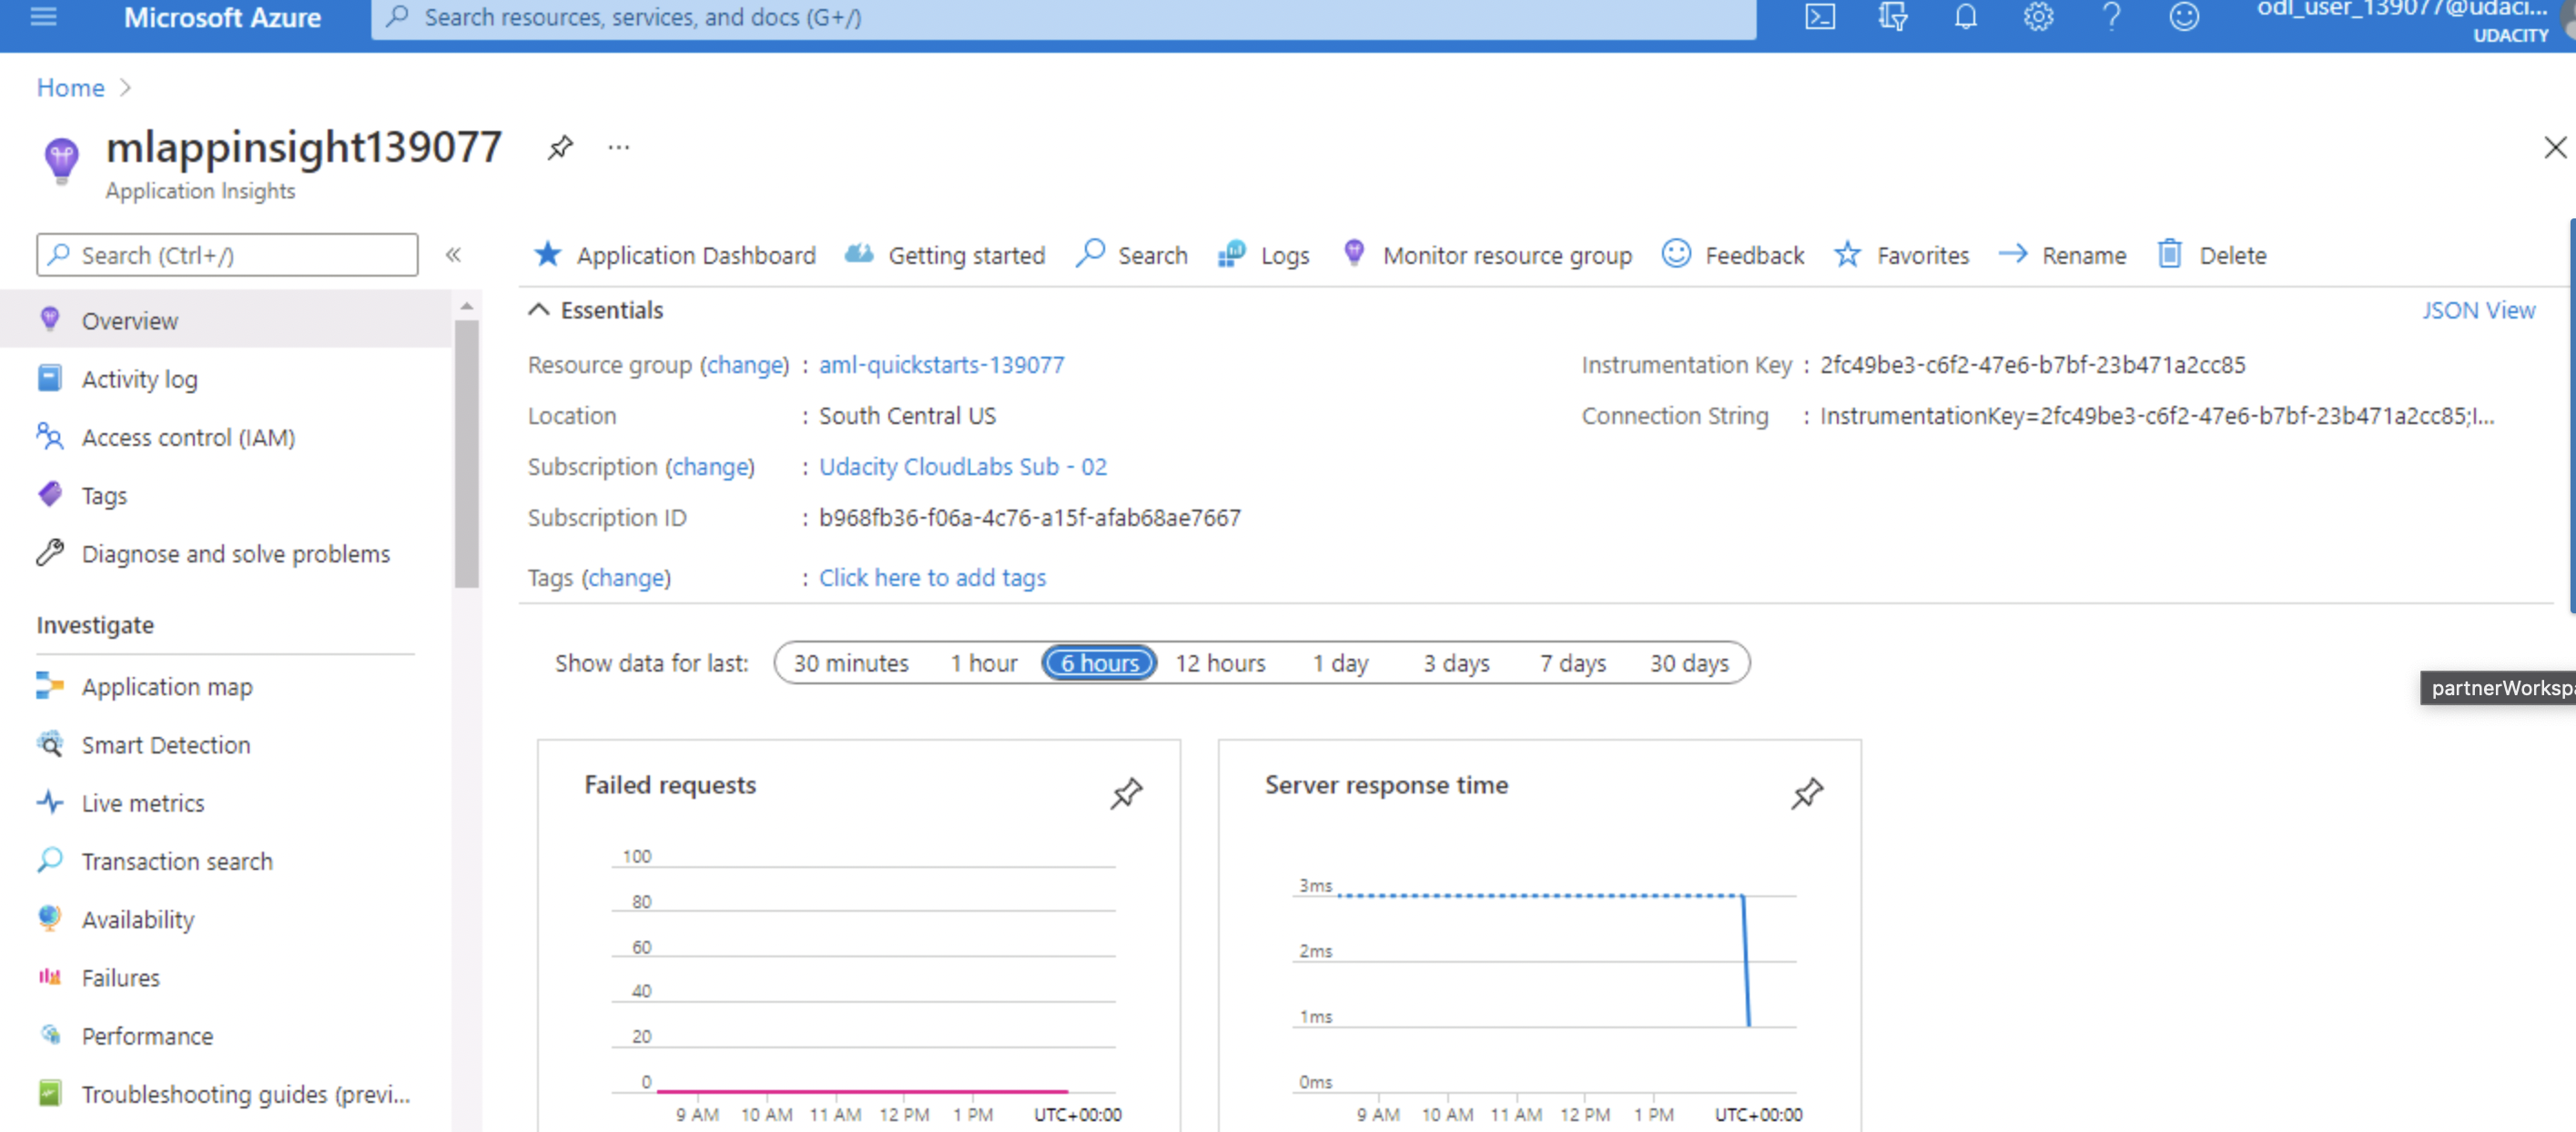 Microsoft Azure
Search resources, services, and docs (G+/)
odl_user_139077@udaci...
UDACITY
Home
mlappinsight139077
...
Application Insights
Search (Ctrl+/)
«
Application Dashboard
Getting started
Search
Logs
Monitor resource group
Feedback
Favorites
Rename
Delete
Overview
Activity log
Access control (IAM)
Tags
Diagnose and solve problems
Investigate
Application map
Smart Detection
Live metrics
Transaction search
Availability
Failures
Performance
Troubleshooting guides (previ...
Essentials
JSON View
Resource group (change) : aml-quickstarts-139077
Location : South Central US
Subscription (change) : Udacity CloudLabs Sub - 02
Subscription ID : b968fb36-f06a-4c76-a15f-afab68ae7667
Tags (change) : Click here to add tags
Instrumentation Key : 2fc49be3-c6f2-47e6-b7bf-23b471a2cc85
Connection String : InstrumentationKey=2fc49be3-c6f2-47e6-b7bf-23b471a2cc85;I...
Show data for last: 30 minutes 1 hour 6 hours 12 hours 1 day 3 days 7 days 30 days
partnerWorkspa
Failed requests
100
80
60
40
20
0
9 AM 10 AM 11 AM 12 PM 1 PM UTC+00:00
Server response time
3ms
2ms
1ms
0ms
9 AM 10 AM 11 AM 12 PM 1 PM UTC+00:00